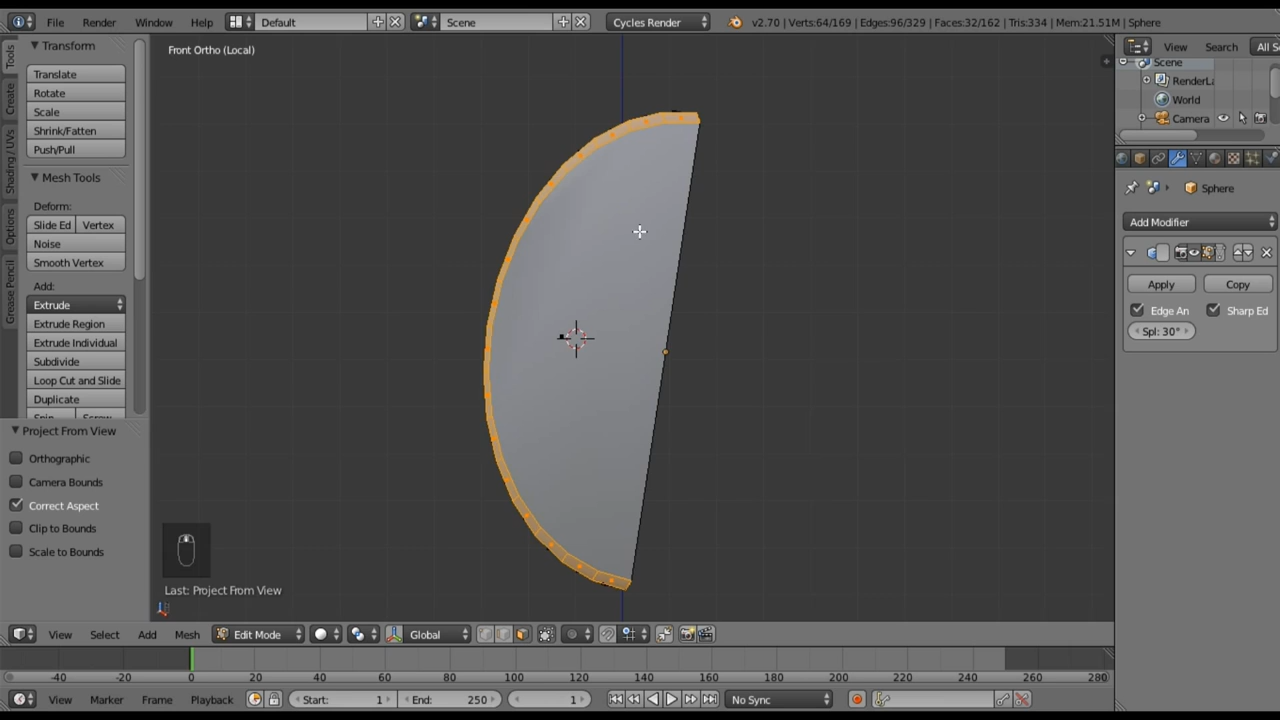 File Render Window Help Default Scene Cycles Render v2.70 | Verts:64/169 | Edges:96/329 | Faces:32/162 | Tris:334 | Mem:21.51M | Sphere
Tools
Create
Shading / UVs
Options
Grease Pencil
Transform
Translate
Rotate
Scale
Shrink/Fatten
Push/Pull
Mesh Tools
Deform:
Slide Ed Vertex
Noise
Smooth Vertex
Add:
Extrude
Extrude Region
Extrude Individual
Subdivide
Loop Cut and Slide
Duplicate
Spin Screw
Project From View
Orthographic
Camera Bounds
Correct Aspect
Clip to Bounds
Scale to Bounds
Front Ortho (Local)
Last: Project From View
View Search All S
Scene
RenderLa
World
Camera
Sphere
Add Modifier
Apply Copy
Edge An Sharp Ed
Spl: 30°
View Select Add Mesh Edit Mode Global
-40 -20 0 20 40 60 80 100 120 140 160 180 200 220 240 260 280
View Marker Frame Playback Start: 1 End: 250 1 No Sync